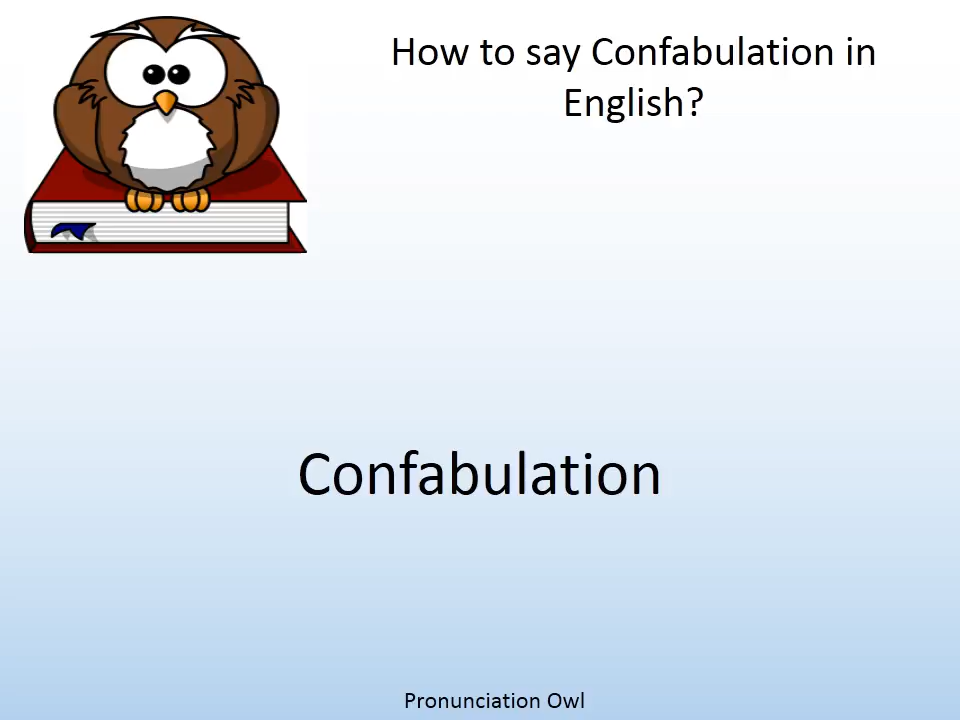 How to say Confabulation in
English?
Confabulation
Pronunciation Owl